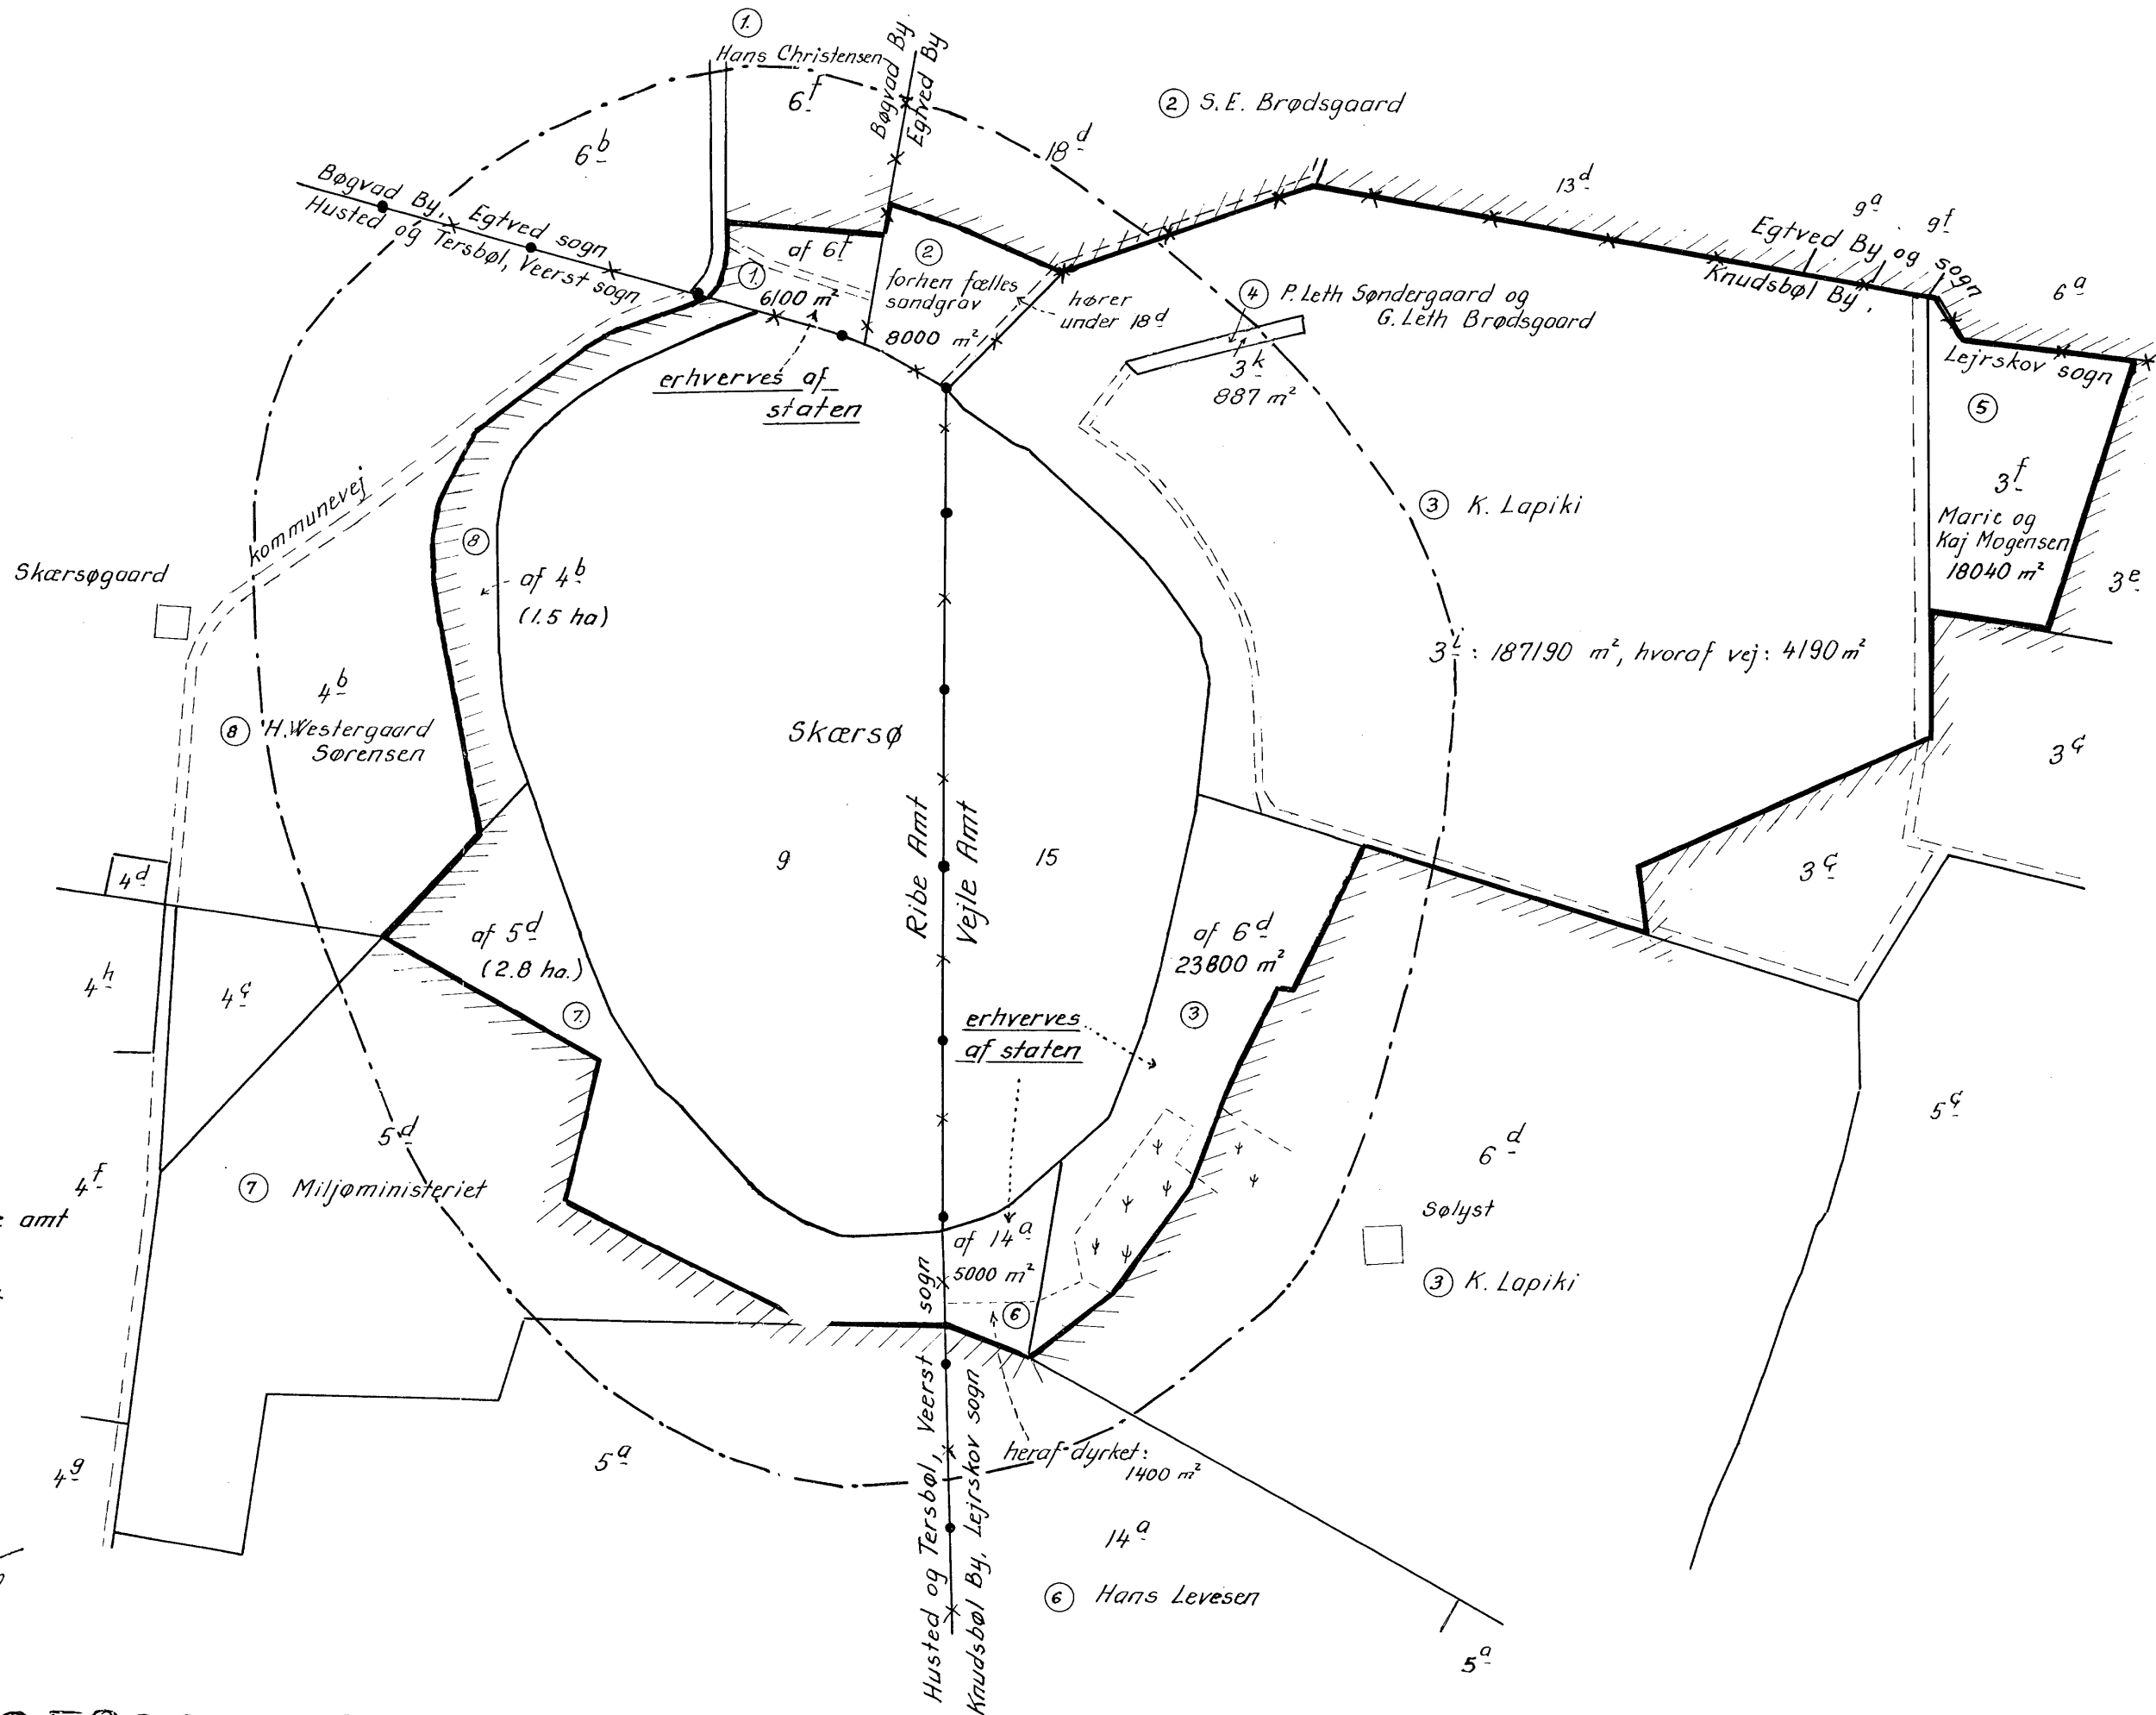 1.
Hans Christensen
6f
Bøgvad By
Egtved By
2 S.E. Brødsgaard
18d
6b
13d
9a
9f
6a
Bøgvad By, Egtved sogn
Husted og Tersbøl, Veerst sogn
Egtved By og sogn
Knudsbøl By,
Lejrskov sogn
af 6f
1.
6100 m²
2
forhen fælles
sandgrav
8000 m²
hører
under 18d
4 P. Leth Søndergaard og
G. Leth Brødsgaard
3k
887 m²
erhverves af
staten
5
3f
Marie og
Kaj Mogensen
18040 m²
3e
kommunevej
3 K. Lapiki
8
af 4b
(1.5 ha)
Skærsøgaard
3i: 187190 m², hvoraf vej: 4190 m²
4b
8 H. Westergaard
Sørensen
Skærsø
3c
Ribe Amt
Vejle Amt
9
15
3c
4d
af 5d
(2.8 ha.)
7.
af 6d
23800 m²
3
4h
4c
erhverves
af staten
5d
5c
6d
4f
7 Miljøministeriet
amt
Sølyst
3 K. Lapiki
af 14a
5000 m²
6
Husted og Tersbøl, Veerst sogn
Knudsbøl By, Lejrskov sogn
heraf dyrket:
1400 m²
5a
4g
14a
6 Hans Levesen
5a